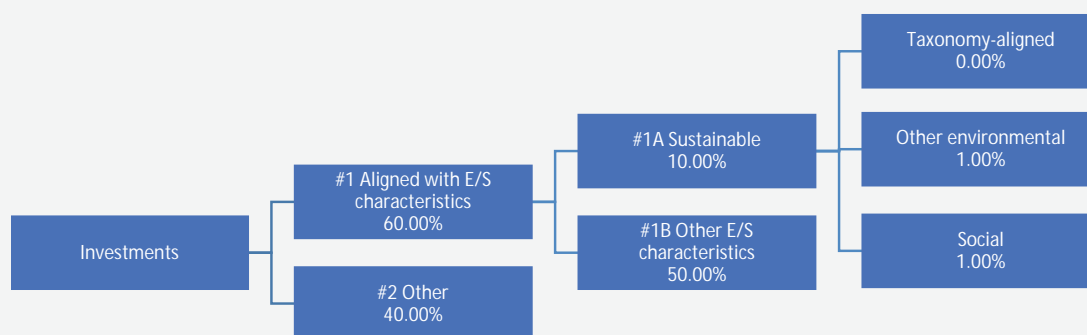 Investments
#1 Aligned with E/S
characteristics
60.00%
#2 Other
40.00%
#1A Sustainable
10.00%
#1B Other E/S
characteristics
50.00%
Taxonomy-aligned
0.00%
Other environmental
1.00%
Social
1.00%